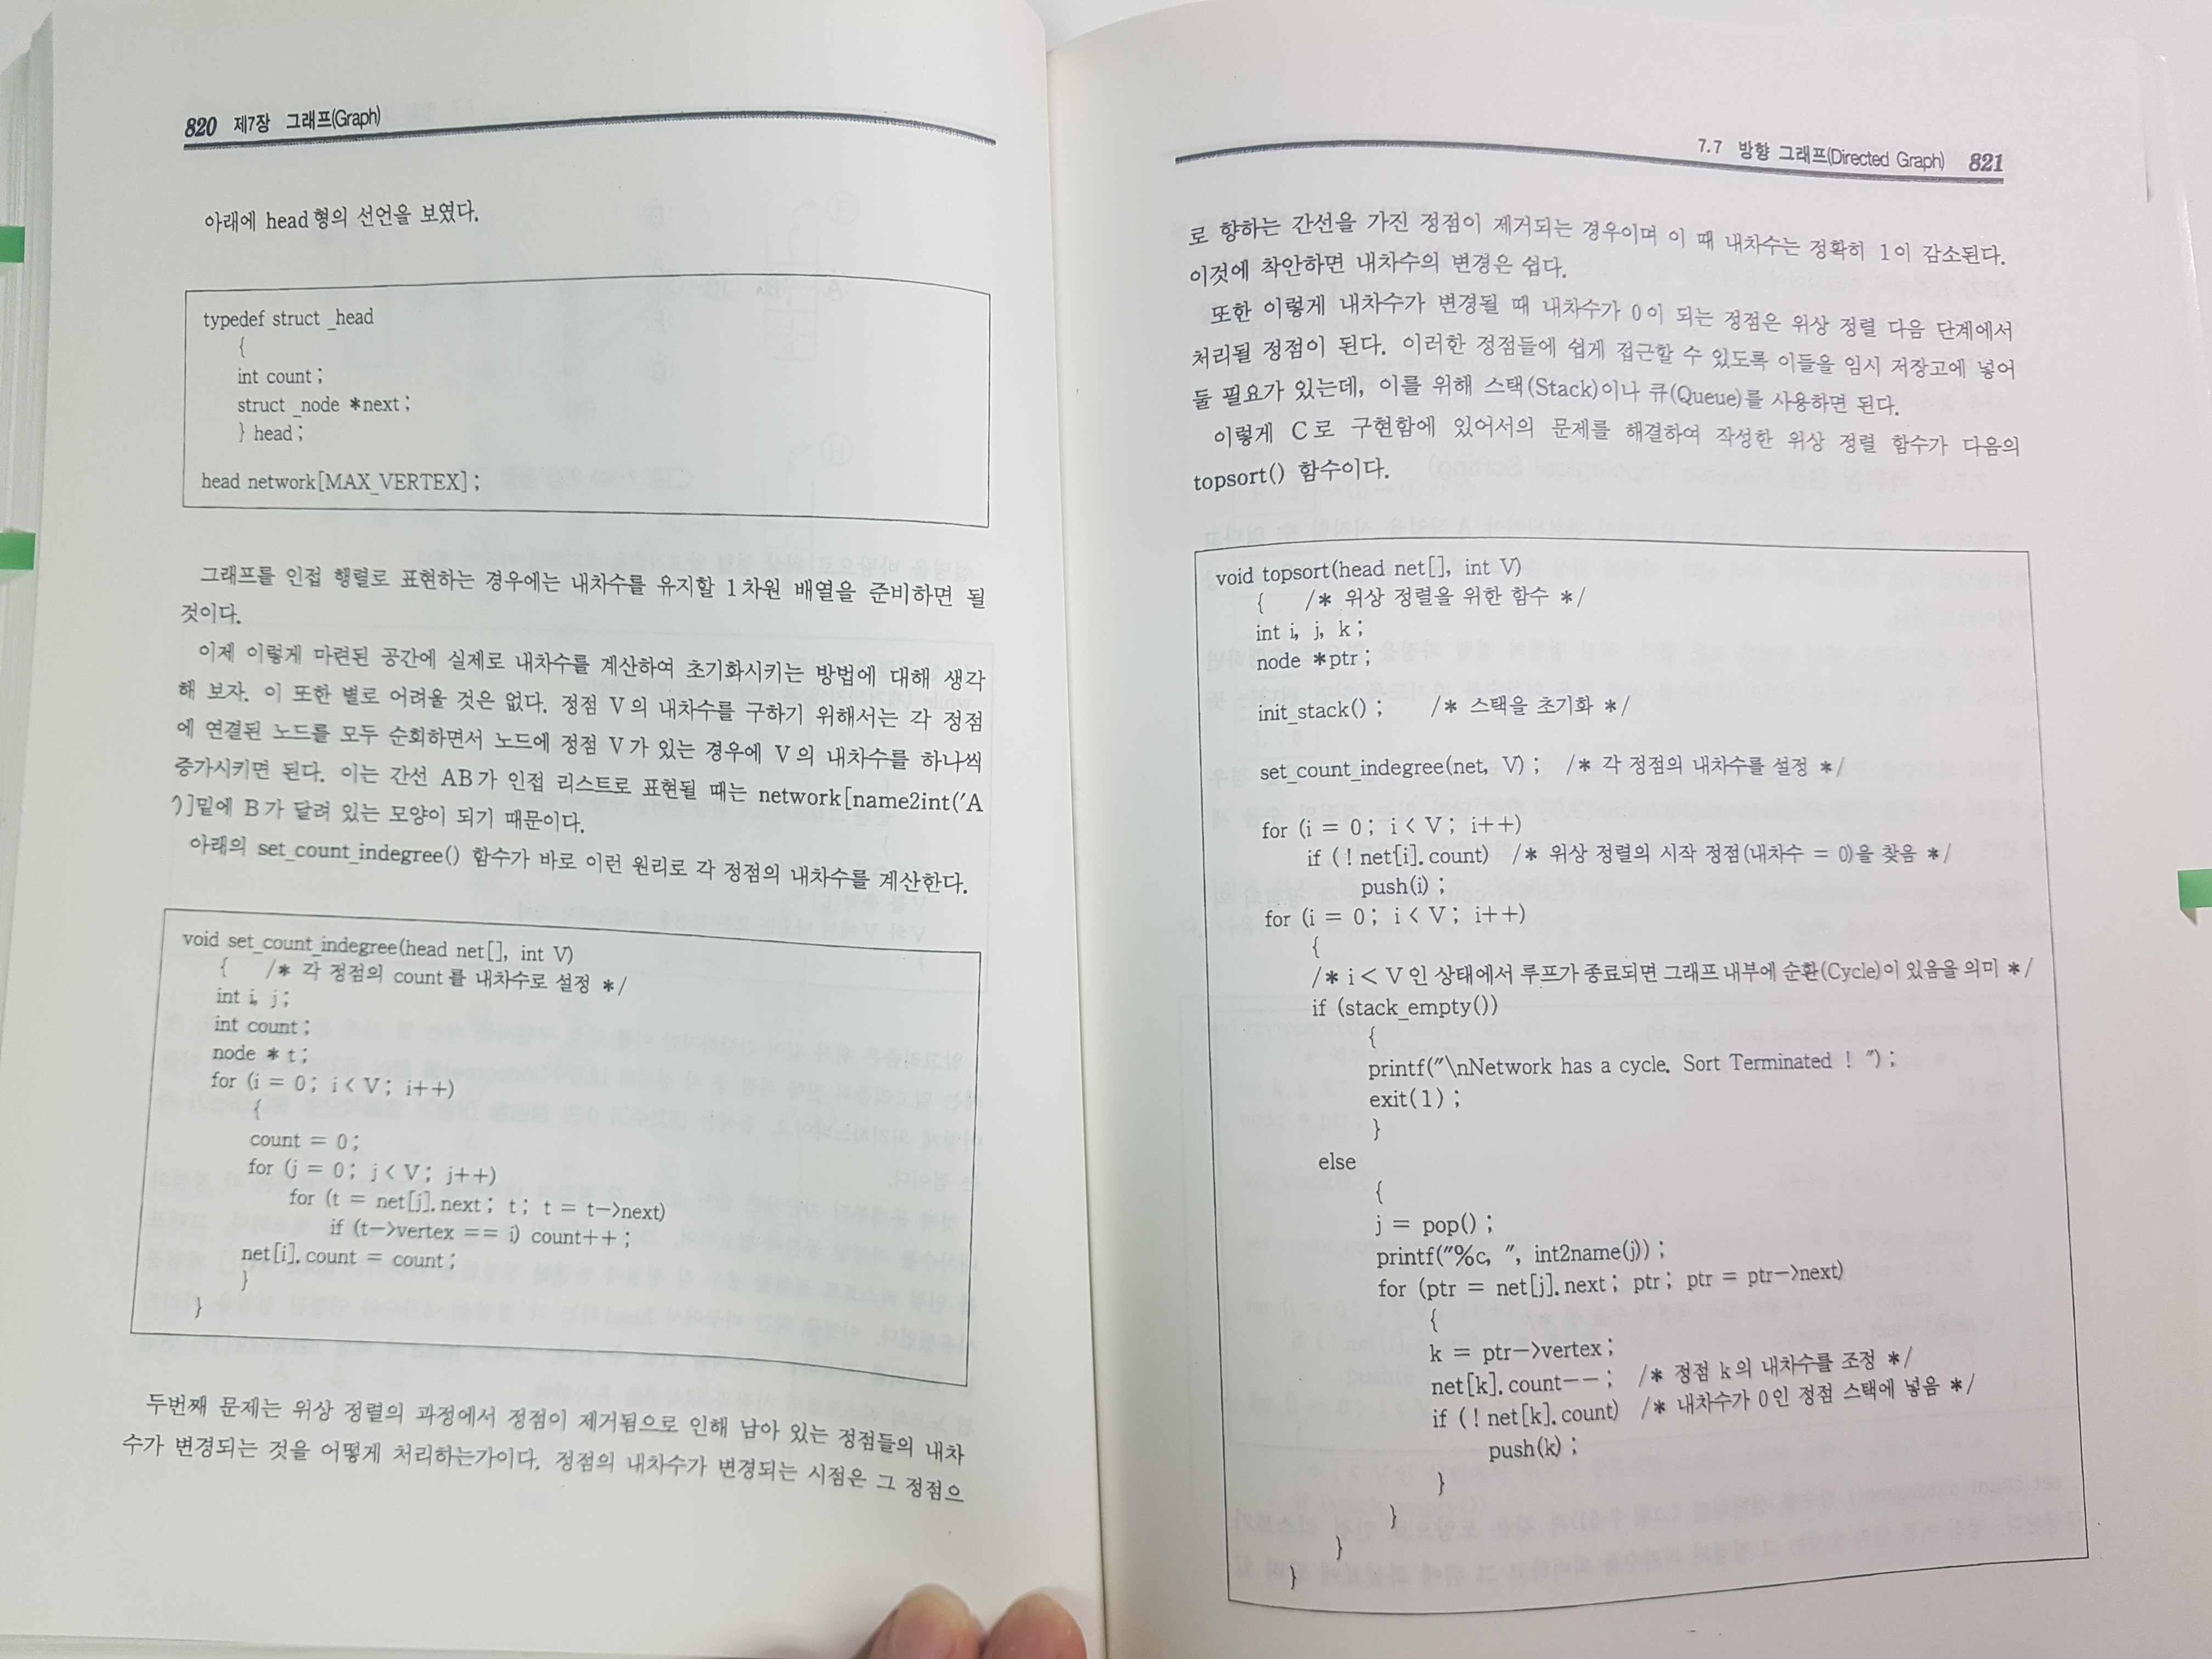 820 제7장 그래프(Graph)
아래에 head형의 선언을 보였다.
typedef struct _head
{
int count;
struct _node *next;
} head;
head network[MAX_VERTEX];
그래프를 인접 행렬로 표현하는 경우에는 내차수를 유지할 1차원 배열을 준비하면 될
것이다.
이제 이렇게 마련된 공간에 실제로 내차수를 계산하여 초기화시키는 방법에 대해 생각
해 보자. 이 또한 별로 어려울 것은 없다. 정점 V의 내차수를 구하기 위해서는 각 정점
에 연결된 노드를 모두 순회하면서 노드에 정점 V가 있는 경우에 V의 내차수를 하나씩
증가시키면 된다. 이는 간선 AB가 인접 리스트로 표현될 때는 network[name2int('A
')]밑에 B가 달려 있는 모양이 되기 때문이다.
아래의 set_count_indegree() 함수가 바로 이런 원리로 각 정점의 내차수를 계산한다.
void set_count_indegree(head net[], int V)
{ /* 각 정점의 count를 내차수로 설정 */
int i, j;
int count;
node * t;
for (i = 0; i < V; i++)
{
count = 0;
for (j = 0; j < V; j++)
for (t = net[j].next; t; t = t->next)
if (t->vertex == i) count++;
net[i].count = count;
}
}
두번째 문제는 위상 정렬의 과정에서 정점이 제거됨으로 인해 남아 있는 정점들의 내차
수가 변경되는 것을 어떻게 처리하는가이다. 정점의 내차수가 변경되는 시점은 그 정점으
7.7 방향 그래프(Directed Graph) 821
로 향하는 간선을 가진 정점이 제거되는 경우이며 이 때 내차수는 정확히 1이 감소된다.
이것에 착안하면 내차수의 변경은 쉽다.
또한 이렇게 내차수가 변경될 때 내차수가 0이 되는 정점은 위상 정렬 다음 단계에서
처리될 정점이 된다. 이러한 정점들에 쉽게 접근할 수 있도록 이들을 임시 저장고에 넣어
둘 필요가 있는데, 이를 위해 스택(Stack)이나 큐(Queue)를 사용하면 된다.
이렇게 C로 구현함에 있어서의 문제를 해결하여 작성한 위상 정렬 함수가 다음의
topsort() 함수이다.
void topsort(head net[], int V)
{ /* 위상 정렬을 위한 함수 */
int i, j, k;
node *ptr;
init_stack(); /* 스택을 초기화 */
set_count_indegree(net, V); /* 각 정점의 내차수를 설정 */
for (i = 0; i < V; i++)
if (! net[i].count) /* 위상 정렬의 시작 정점(내차수 = 0)을 찾음 */
push(i);
for (i = 0; i < V; i++)
{
/* i < V인 상태에서 루프가 종료되면 그래프 내부에 순환(Cycle)이 있음을 의미 */
if (stack_empty())
{
printf("\nNetwork has a cycle. Sort Terminated ! ");
exit(1);
}
else
{
j = pop();
printf("%c, ", int2name(j));
for (ptr = net[j].next; ptr; ptr = ptr->next)
{
k = ptr->vertex;
net[k].count--; /* 정점 k의 내차수를 조정 */
if (! net[k].count) /* 내차수가 0인 정점 스택에 넣음 */
push(k);
}
}
}
}